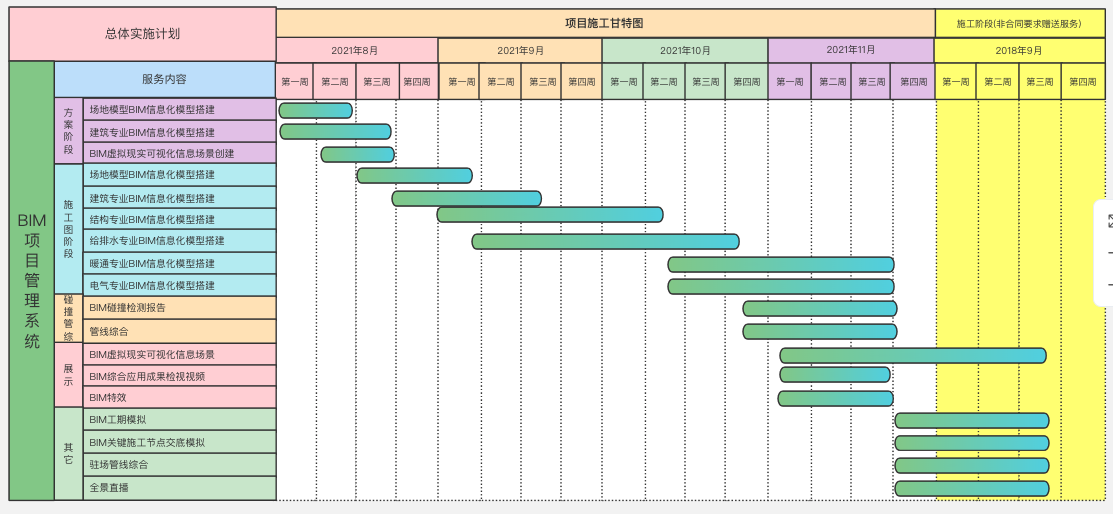 总体实施计划
项目施工甘特图
施工阶段(非合同要求赠送服务)
2021年8月
2021年9月
2021年10月
2021年11月
2018年9月
服务内容
第一周 第二周 第三周 第四周 第一周 第二周 第三周 第四周 第一周 第二周 第三周 第四周 第一周 第二周 第三周 第四周 第一周 第二周 第三周 第四周
BIM
项
目
管
理
系
统
方
案
阶
段
场地模型BIM信息化模型搭建
建筑专业BIM信息化模型搭建
BIM虚拟现实可视化信息场景创建
施
工
图
阶
段
场地模型BIM信息化模型搭建
建筑专业BIM信息化模型搭建
结构专业BIM信息化模型搭建
给排水专业BIM信息化模型搭建
暖通专业BIM信息化模型搭建
电气专业BIM信息化模型搭建
碰
撞
管
综
BIM碰撞检测报告
管线综合
展
示
BIM虚拟现实可视化信息场景
BIM综合应用成果检视视频
BIM特效
其
它
BIM工期模拟
BIM关键施工节点交底模拟
驻场管线综合
全景直播